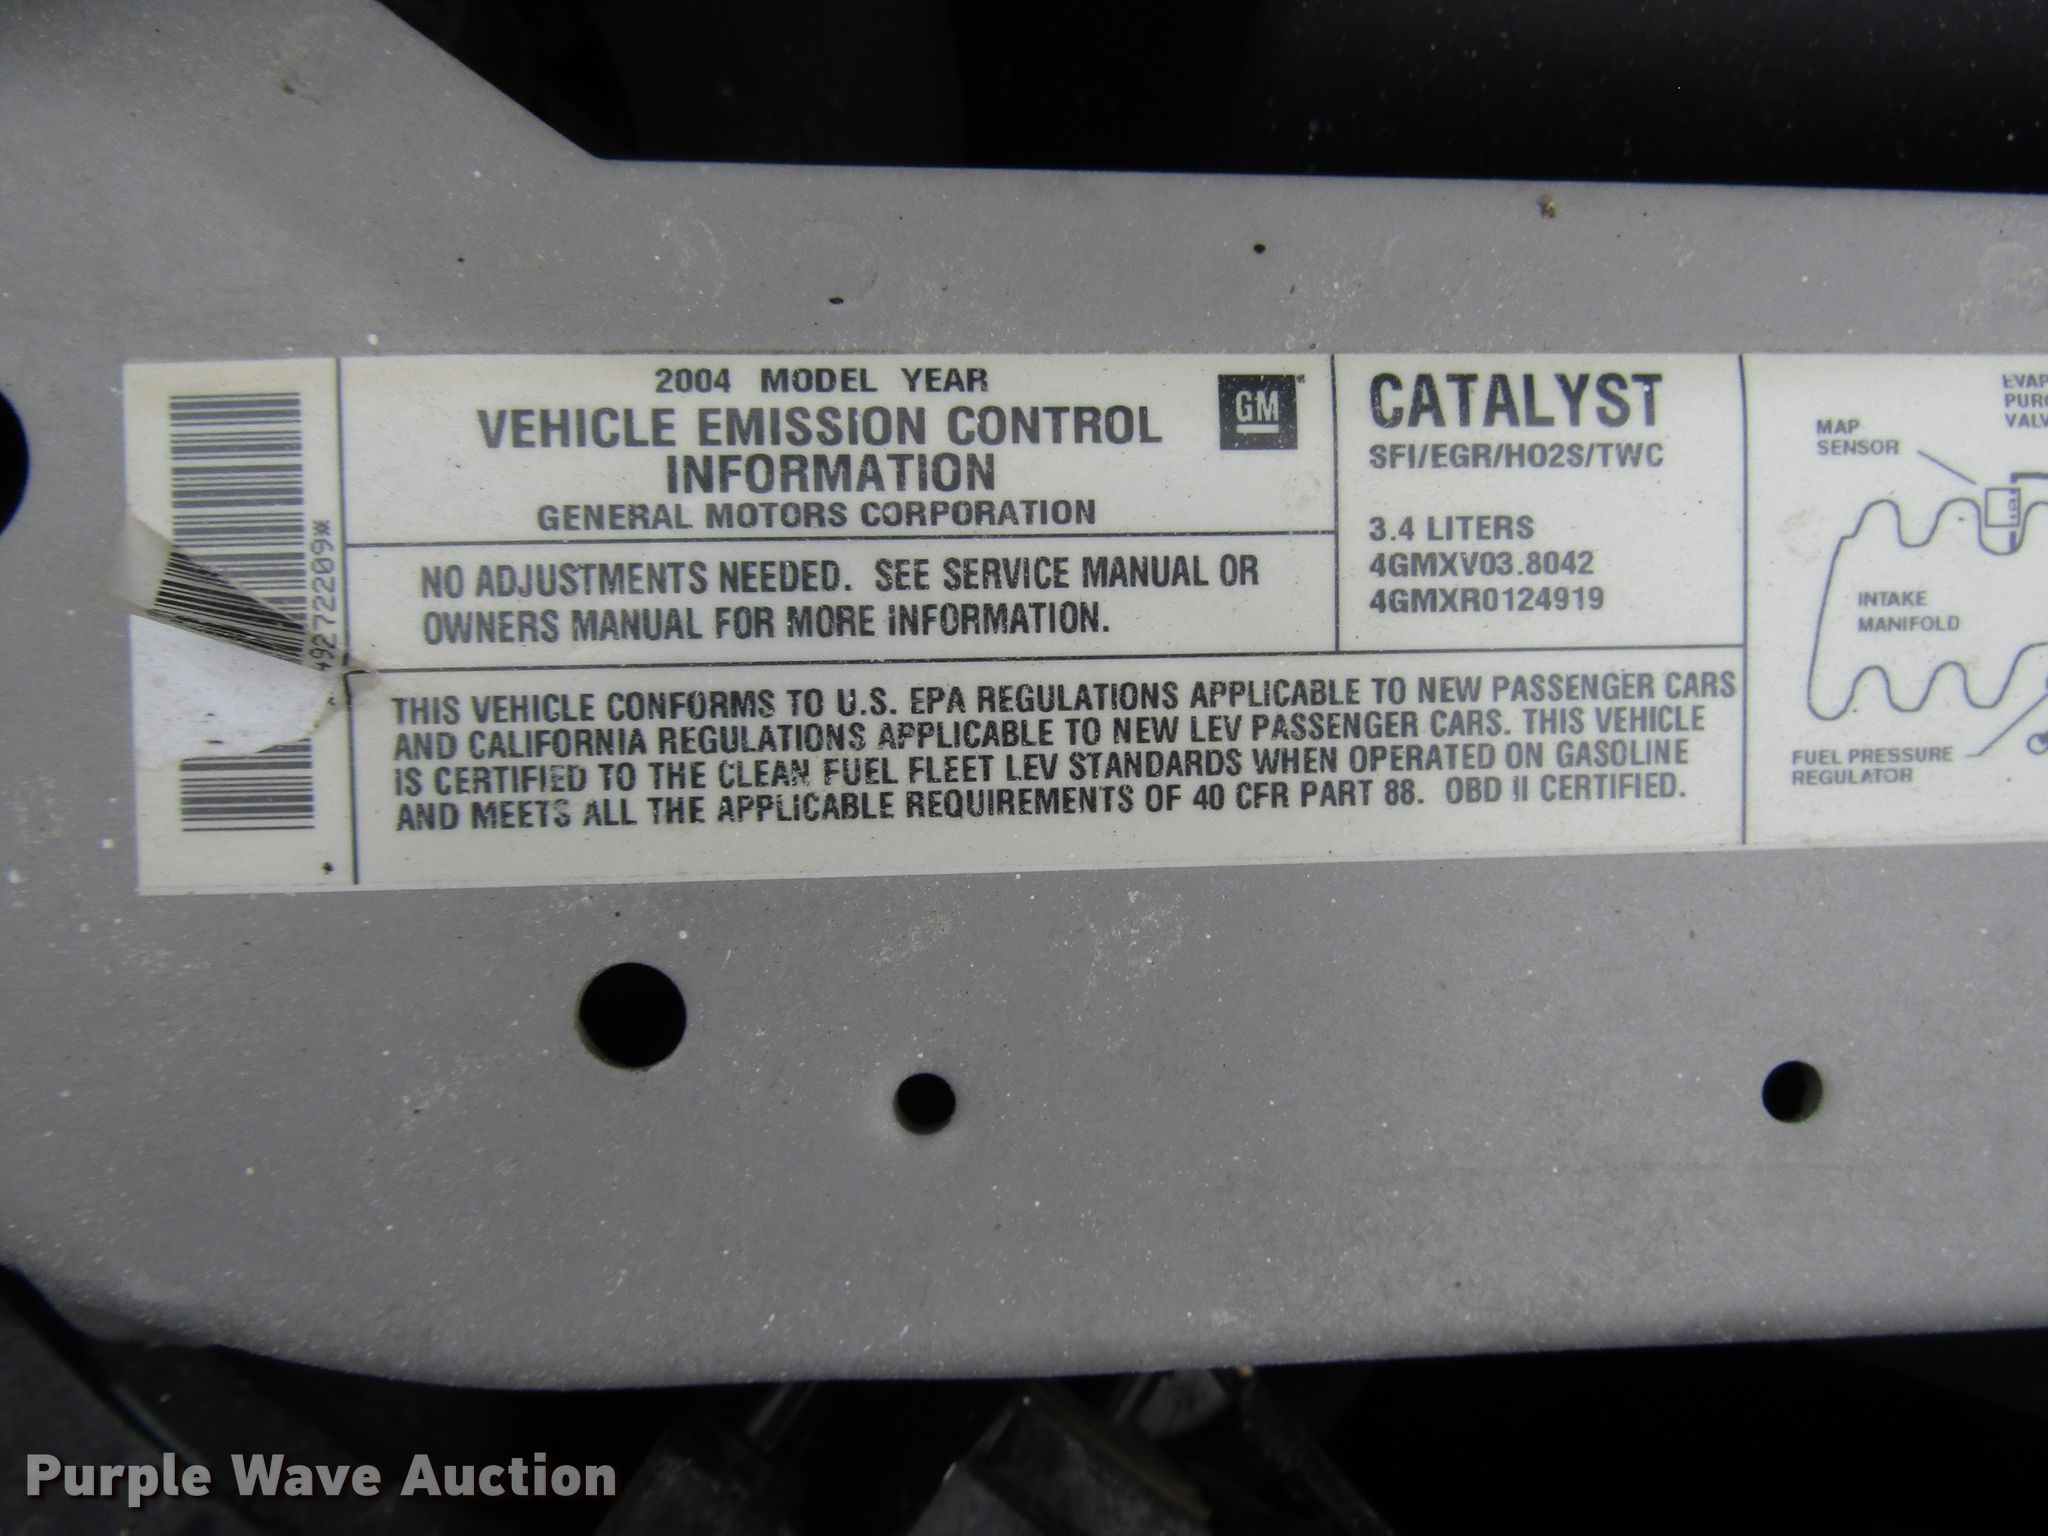 2004 MODEL YEAR
VEHICLE EMISSION CONTROL
INFORMATION
GENERAL MOTORS CORPORATION
GM
NO ADJUSTMENTS NEEDED. SEE SERVICE MANUAL OR
OWNERS MANUAL FOR MORE INFORMATION.
CATALYST
SFI/EGR/HO2S/TWC
3.4 LITERS
4GMXV03.8042
4GMXR0124919
THIS VEHICLE CONFORMS TO U.S. EPA REGULATIONS APPLICABLE TO NEW PASSENGER CARS
AND CALIFORNIA REGULATIONS APPLICABLE TO NEW LEV PASSENGER CARS. THIS VEHICLE
IS CERTIFIED TO THE CLEAN FUEL FLEET LEV STANDARDS WHEN OPERATED ON GASOLINE
AND MEETS ALL THE APPLICABLE REQUIREMENTS OF 40 CFR PART 88. OBD II CERTIFIED.
9272209*
MAP
SENSOR
EVAP
INTAKE
MANIFOLD
FUEL PRESSURE
REGULATOR
Purple Wave Auction